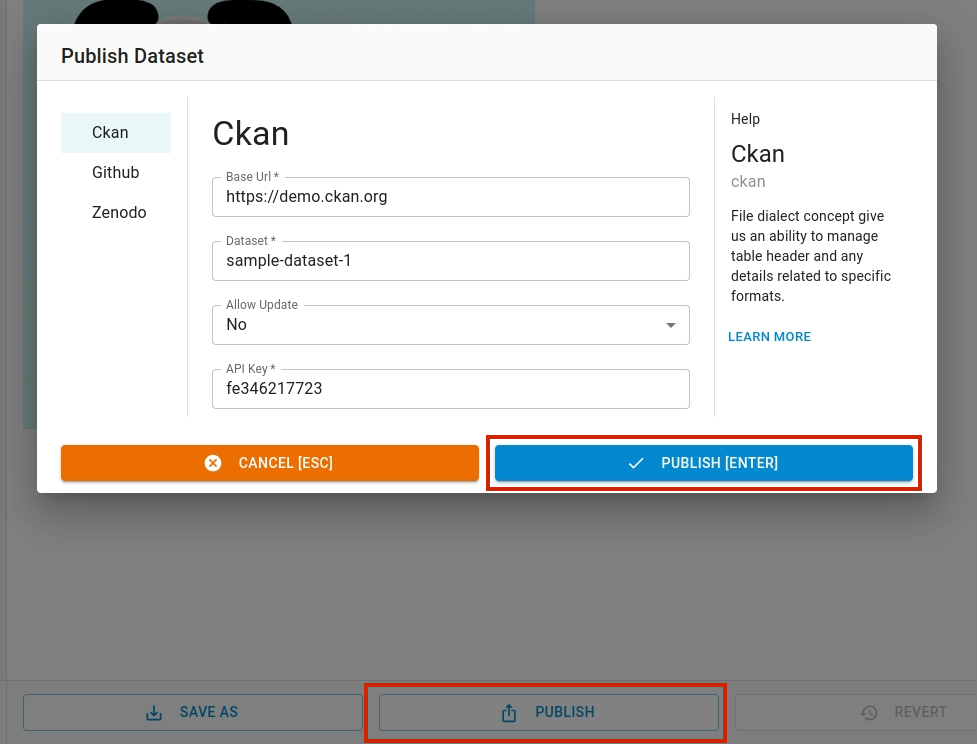 Publish Dataset
Ckan
Github
Zenodo
Ckan
Base Url *
https://demo.ckan.org
Dataset *
sample-dataset-1
Allow Update
No
API Key *
fe346217723
Help
Ckan
ckan
File dialect concept give
us an ability to manage
table header and any
details related to specific
formats.
LEARN MORE
CANCEL [ESC]
PUBLISH [ENTER]
SAVE AS
PUBLISH
REVERT